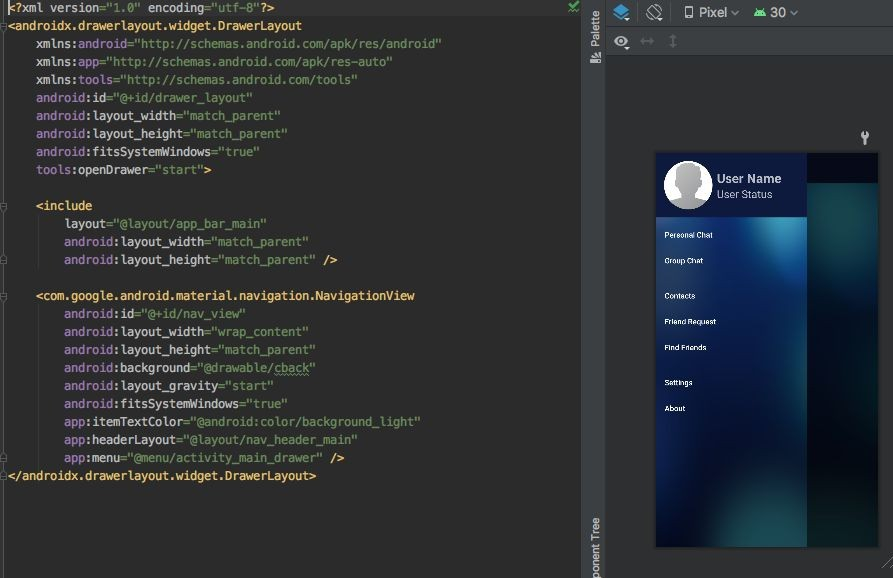 <?xml version="1.0" encoding="utf-8"?>
<androidx.drawerlayout.widget.DrawerLayout
xmlns:android="http://schemas.android.com/apk/res/android"
xmlns:app="http://schemas.android.com/apk/res-auto"
xmlns:tools="http://schemas.android.com/tools"
android:id="@+id/drawer_layout"
android:layout_width="match_parent"
android:layout_height="match_parent"
android:fitsSystemWindows="true"
tools:openDrawer="start">
<include
layout="@layout/app_bar_main"
android:layout_width="match_parent"
android:layout_height="match_parent" />
<com.google.android.material.navigation.NavigationView
android:id="@+id/nav_view"
android:layout_width="wrap_content"
android:layout_height="match_parent"
android:background="@drawable/cback"
android:layout_gravity="start"
android:fitsSystemWindows="true"
app:itemTextColor="@android:color/background_light"
app:headerLayout="@layout/nav_header_main"
app:menu="@menu/activity_main_drawer" />
</androidx.drawerlayout.widget.DrawerLayout>
Palette
ponent Tree
Pixel
30
User Name
User Status
Personal Chat
Group Chat
Contacts
Friend Request
Find Friends
Settings
About